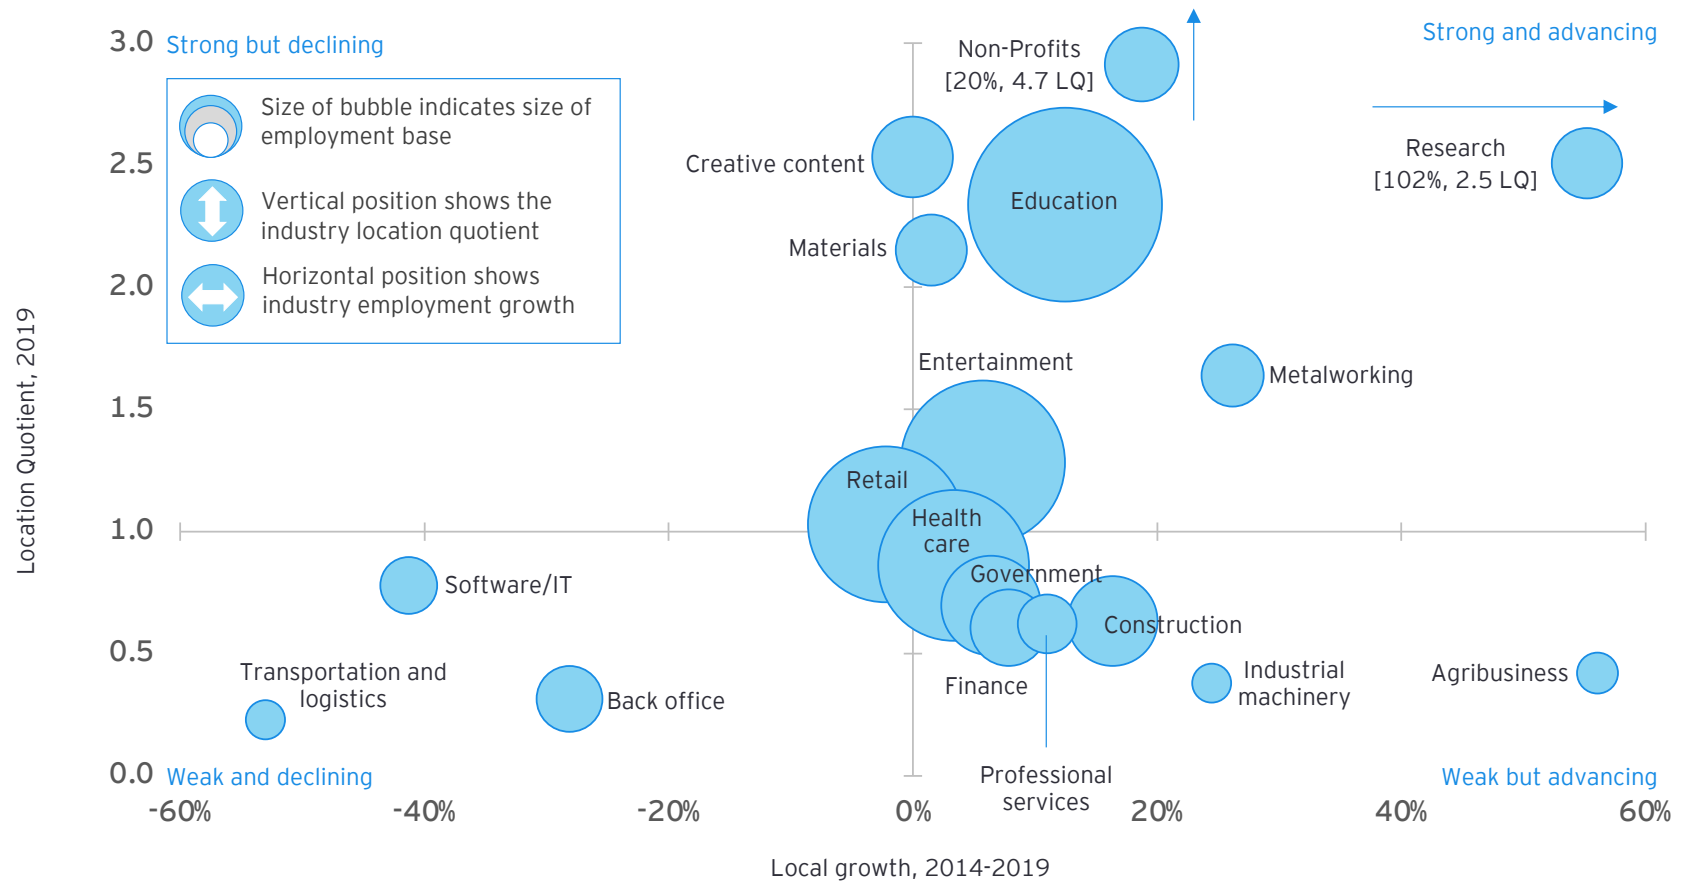 3.0
Strong but declining
Strong and advancing
Size of bubble indicates size of
employment base
Vertical position shows the
industry location quotient
Horizontal position shows
industry employment growth
Non-Profits
[20%, 4.7 LQ]
Research
[102%, 2.5 LQ]
2.5
Creative content
Education
Materials
2.0
Entertainment
Metalworking
1.5
Retail
Health
care
1.0
Government
Software/IT
Construction
0.5
Transportation and
logistics
Back office
Finance
Industrial
machinery
Agribusiness
Professional
services
0.0
Weak and declining
Weak but advancing
-60%
-40%
-20%
0%
20%
40%
60%
Local growth, 2014-2019
Location Quotient, 2019